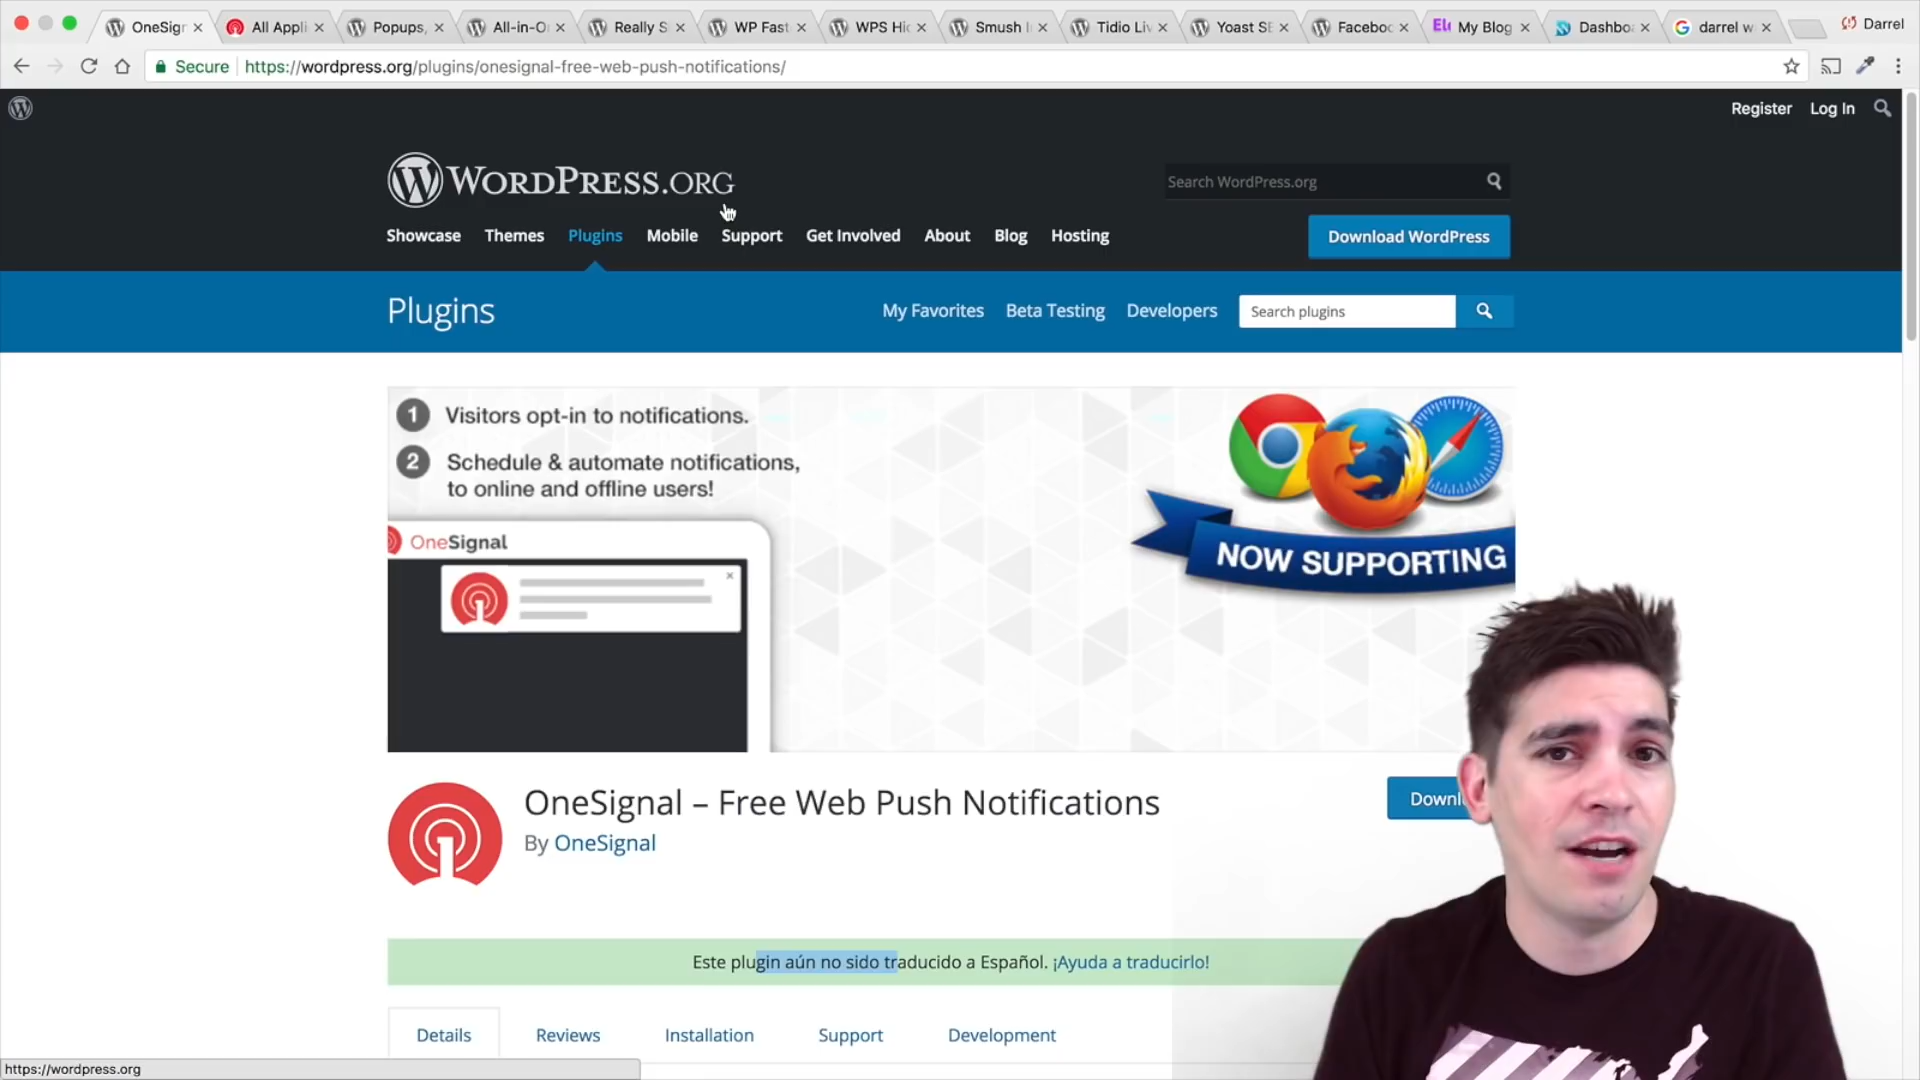 OneSign
All Appli
Popups,
All-in-O
Really S
WP Fast
WPS Hic
Smush I
Tidio Liv
Yoast SE
Faceboo
My Blog
Dashbo
darrel w
Darrel
Secure
https://wordpress.org/plugins/onesignal-free-web-push-notifications/
Register Log In
WORDPRESS.ORG
Search WordPress.org
Showcase Themes Plugins Mobile Support Get Involved About Blog Hosting
Download WordPress
Plugins
My Favorites Beta Testing Developers
Search plugins
1 Visitors opt-in to notifications.
2 Schedule & automate notifications,
to online and offline users!
OneSignal
NOW SUPPORTING
OneSignal – Free Web Push Notifications
Downl
By OneSignal
Este plugin aún no sido traducido a Español. ¡Ayuda a traducirlo!
Details Reviews Installation Support Development
https://wordpress.org